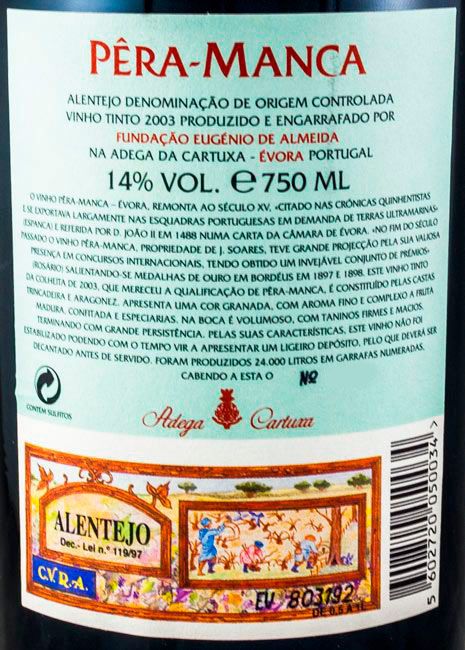 PÊRA-MANCA
ALENTEJO DENOMINAÇÃO DE ORIGEM CONTROLADA
VINHO TINTO 2003 PRODUZIDO E ENGARRAFADO POR
FUNDAÇÃO EUGÉNIO DE ALMEIDA
NA ADEGA DA CARTUXA - ÉVORA PORTUGAL
14% VOL. ℮ 750 ML
O VINHO PÊRA-MANCA – ÉVORA, REMONTA AO SÉCULO XV, «CITADO NAS CRÓNICAS QUINHENTISTAS
E SE EXPORTAVA LARGAMENTE NAS ESQUADRAS PORTUGUESAS EM DEMANDA DE TERRAS ULTRAMARINAS»
(ESPANCA) E REFERIDA POR D. JOÃO II EM 1488 NUMA CARTA DA CÂMARA DE ÉVORA. «NO FIM DO SÉCULO
PASSADO O VINHO PÊRA-MANCA, PROPRIEDADE DE J. SOARES, TEVE GRANDE PROJECÇÃO PELA SUA VALIOSA
PRESENÇA EM CONCURSOS INTERNACIONAIS, TENDO OBTIDO UM INVEJÁVEL CONJUNTO DE PRÉMIOS»
(ROSÁRIO) SALIENTANDO-SE MEDALHAS DE OURO EM BORDÉUS EM 1897 E 1898. ESTE VINHO TINTO
DA COLHEITA DE 2003, QUE MERECEU A QUALIFICAÇÃO DE PÊRA-MANCA, É CONSTITUÍDO PELAS CASTAS
TRINCADEIRA E ARAGONEZ. APRESENTA UMA COR GRANADA, COM AROMA FINO E COMPLEXO A FRUTA
MADURA, CONFITADA E ESPECIARIAS. NA BOCA É VOLUMOSO, COM TANINOS FIRMES E MACIOS,
TERMINANDO COM GRANDE PERSISTÊNCIA. PELAS SUAS CARACTERÍSTICAS, ESTE VINHO NÃO FOI
ESTABILIZADO PODENDO COM O TEMPO VIR A APRESENTAR UM LIGEIRO DEPÓSITO, PELO QUE DEVERÁ SER
DECANTADO ANTES DE SERVIDO. FORAM PRODUZIDOS 24.000 LITROS EM GARRAFAS NUMERADAS,
CABENDO A ESTA O Nº
CONTEM SULFITOS
Adega Cartuxa
ALENTEJO
Dec.- Lei n.º 119/97
C.V.R.A.
EV 803192
DE 0,5 A 1L
5 602720 050034 >